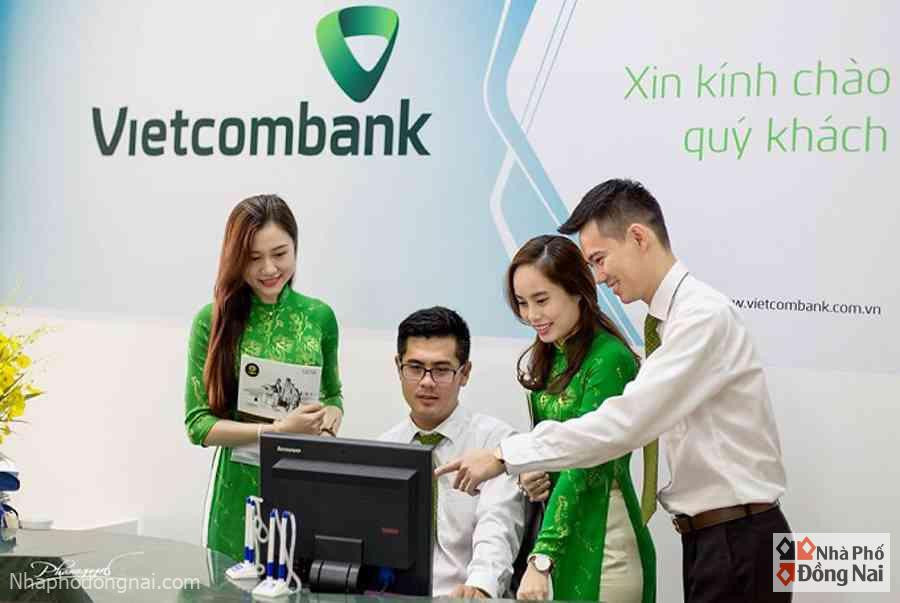 Vietcombank
Xin kính chào
quý khách
www.vietcombank.com.vn
lenovo
Nhaphodongnai.com
Nhà Phố
Đồng Nai